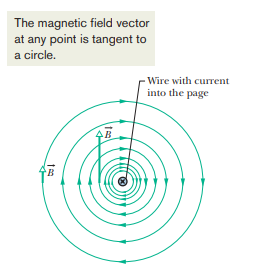 The magnetic field vector
at any point is tangent to
a circle.
Wire with current
into the page
B
B